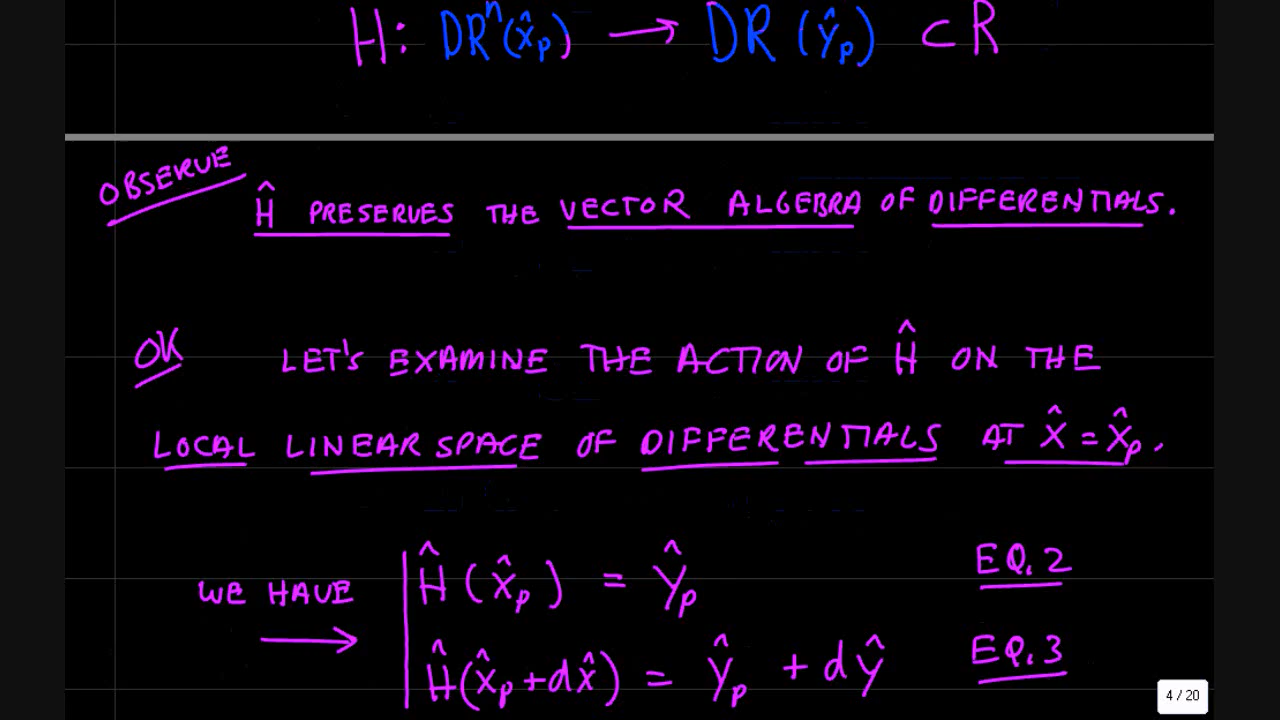 H: DRⁿ(x̂ₚ) → DR (ŷₚ) ⊂ R
OBSERVE
Ĥ PRESERVES THE VECTOR ALGEBRA OF DIFFERENTIALS.
OK LET'S EXAMINE THE ACTION OF Ĥ ON THE
LOCAL LINEAR SPACE OF DIFFERENTIALS AT X̂ = X̂ₚ.
WE HAVE → Ĥ(x̂ₚ) = Ŷₚ EQ. 2
Ĥ(x̂ₚ+dx̂) = Ŷₚ + dŷ EQ. 3
4 / 20